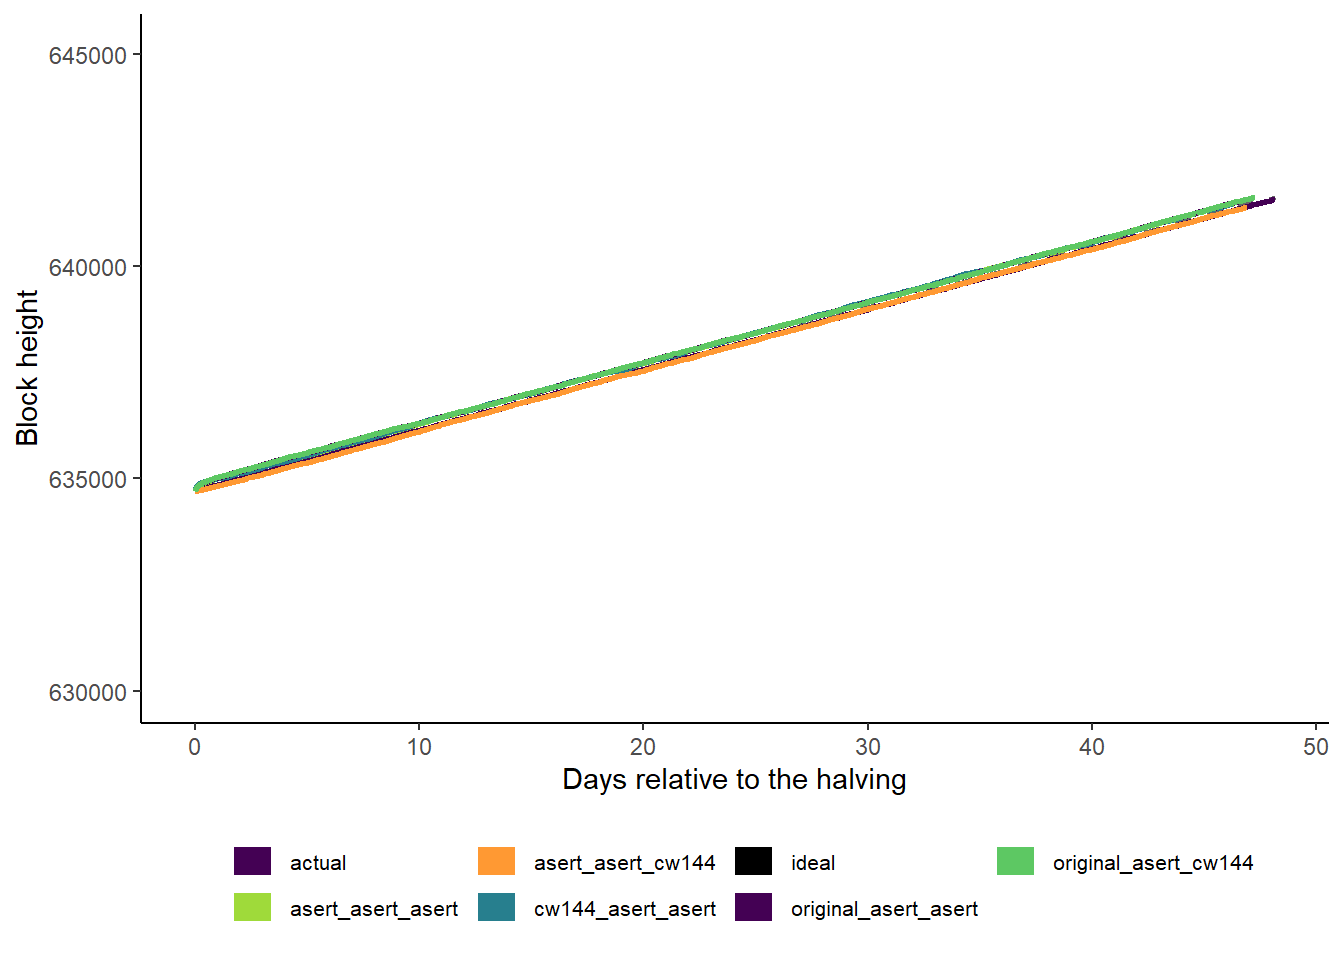 645000
640000
635000
630000
Block height
0 10 20 30 40 50
Days relative to the halving
actual asert_asert_cw144 ideal original_asert_cw144
asert_asert_asert cw144_asert_asert original_asert_asert